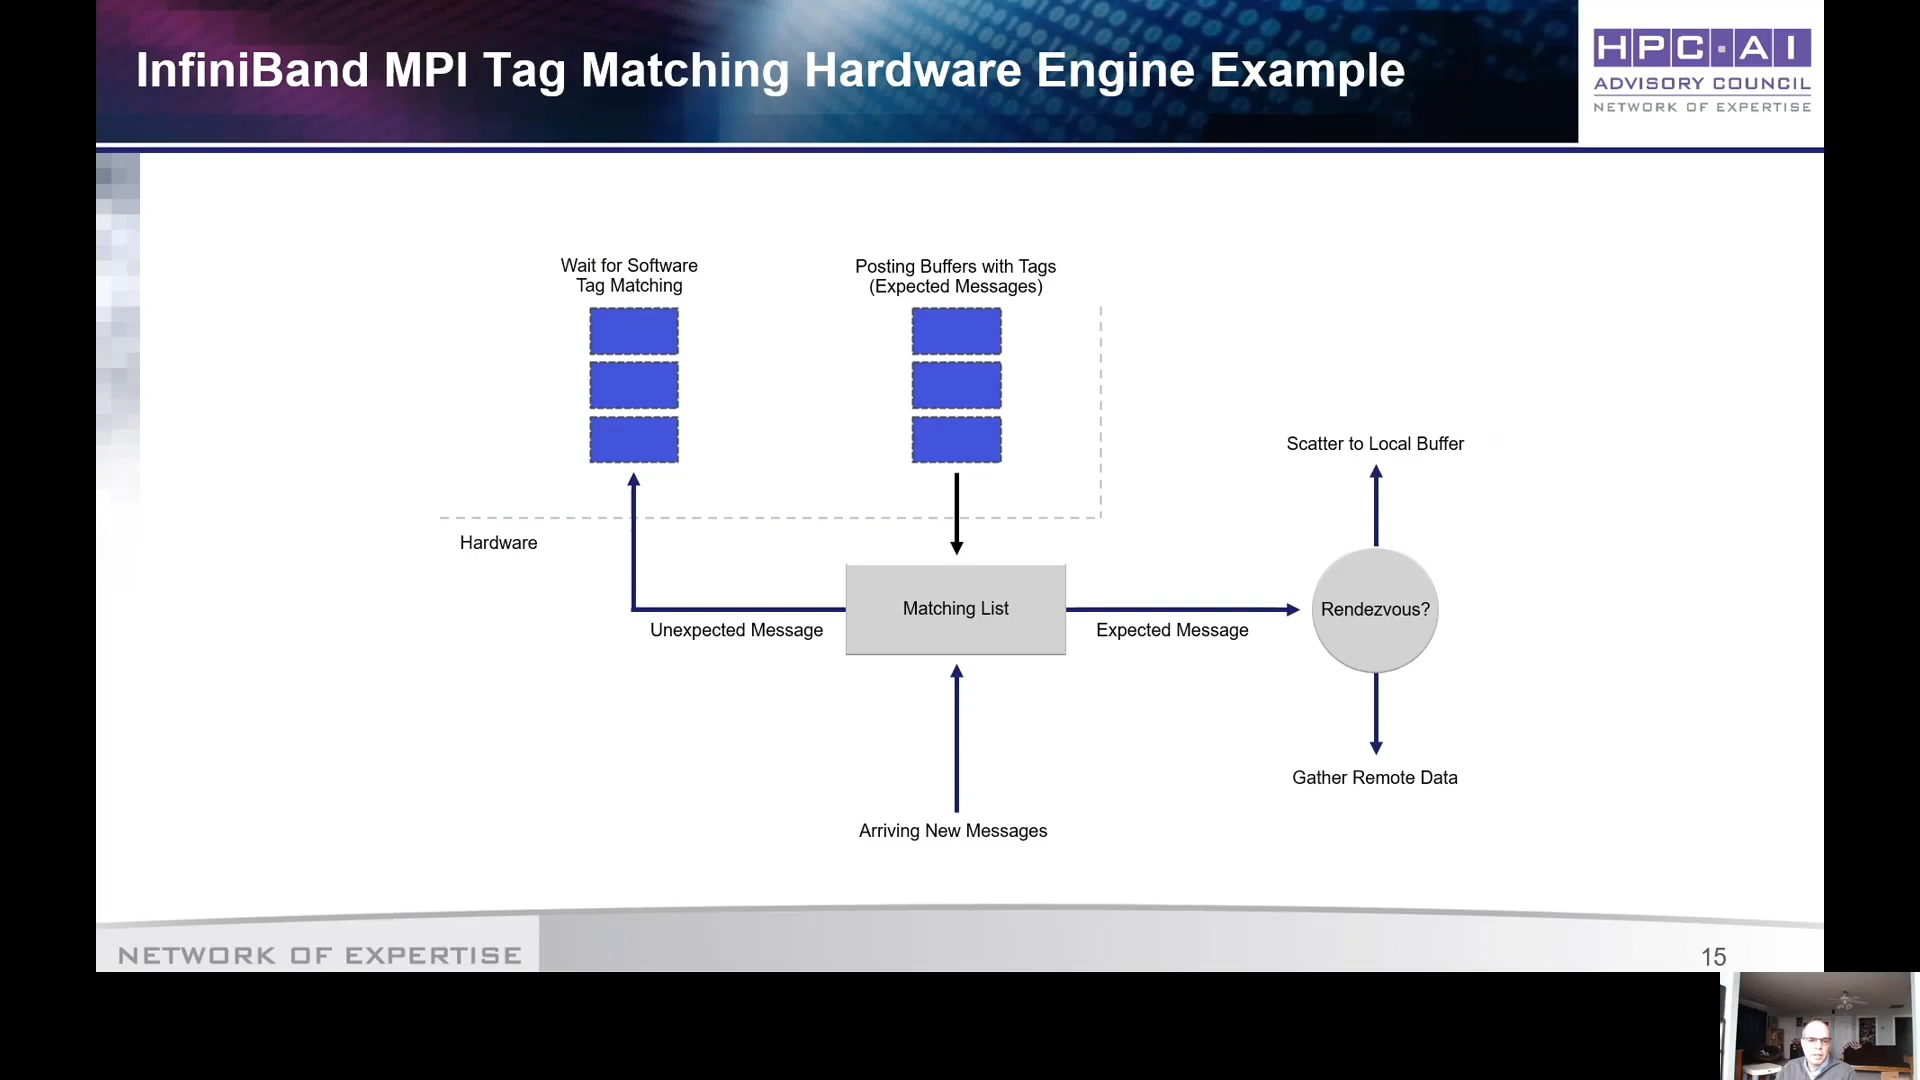 InfiniBand MPI Tag Matching Hardware Engine Example
HPC·AI
ADVISORY COUNCIL
NETWORK OF EXPERTISE
Wait for Software
Tag Matching
Posting Buffers with Tags
(Expected Messages)
Scatter to Local Buffer
Hardware
Matching List
Rendezvous?
Unexpected Message
Expected Message
Gather Remote Data
Arriving New Messages
NETWORK OF EXPERTISE
15